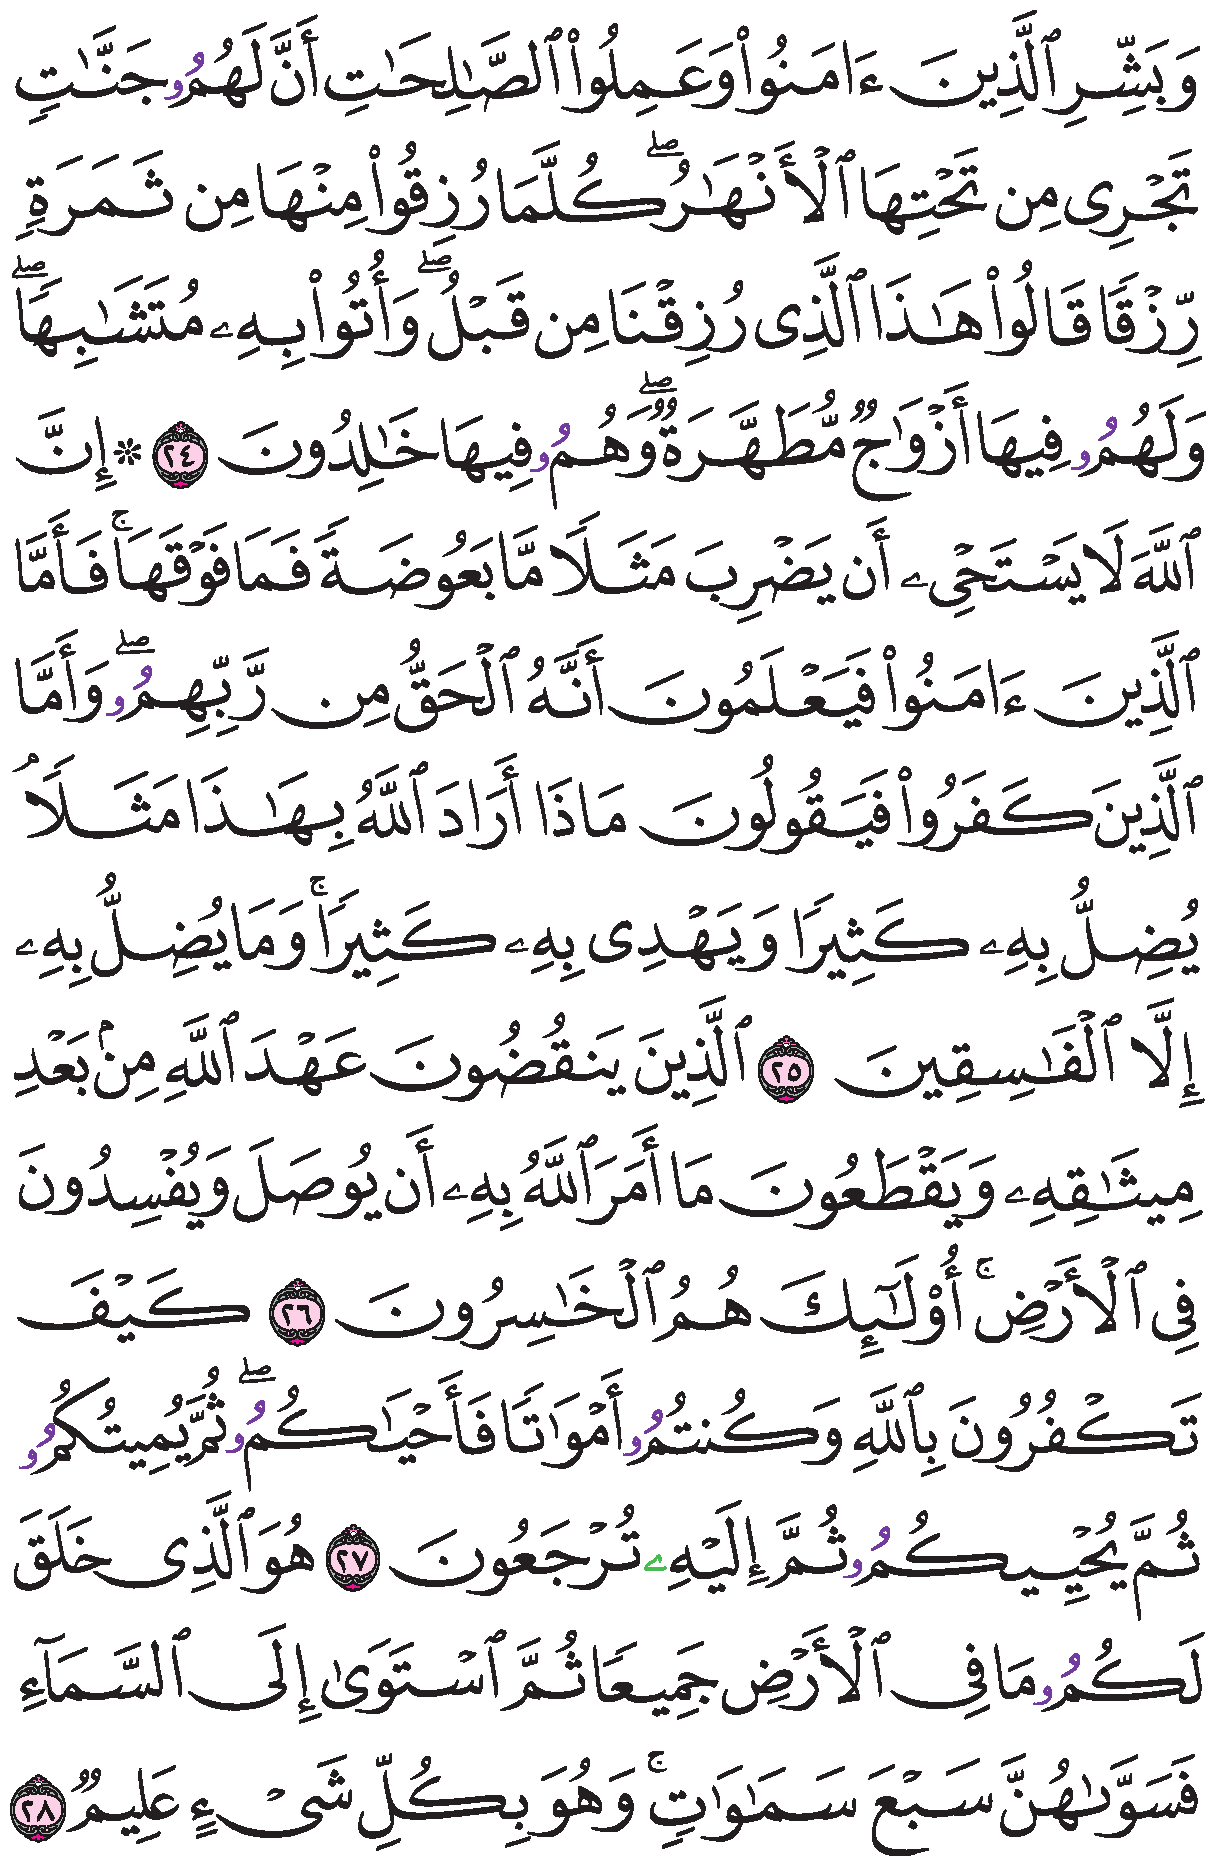 وَبَشِّرِ ٱلَّذِينَ ءَامَنُواْ وَعَمِلُواْ ٱلصَّٰلِحَٰتِ أَنَّ لَهُمُۥ جَنَّٰتٖ
تَجۡرِي مِن تَحۡتِهَا ٱلۡأَنۡهَٰرُۖ كُلَّمَا رُزِقُواْ مِنۡهَا مِن ثَمَرَةٖ
رِّزۡقٗا قَالُواْ هَٰذَا ٱلَّذِي رُزِقۡنَا مِن قَبۡلُۖ وَأُتُواْ بِهِۦ مُتَشَٰبِهٗاۖ
وَلَهُمُۥ فِيهَا أَزۡوَٰجٞ مُّطَهَّرَةٞۖ وَهُمُۥ فِيهَا خَٰلِدُونَ ٢٤ ۞ إِنَّ
ٱللَّهَ لَا يَسۡتَحۡيِۦ أَن يَضۡرِبَ مَثَلٗا مَّا بَعُوضَةٗ فَمَا فَوۡقَهَاۚ فَأَمَّا
ٱلَّذِينَ ءَامَنُواْ فَيَعۡلَمُونَ أَنَّهُ ٱلۡحَقُّ مِن رَّبِّهِمُۥۖ وَأَمَّا
ٱلَّذِينَ كَفَرُواْ فَيَقُولُونَ مَاذَا أَرَادَ ٱللَّهُ بِهَٰذَا مَثَلٗاۘ
يُضِلُّ بِهِۦ كَثِيرٗا وَيَهۡدِي بِهِۦ كَثِيرٗاۚ وَمَا يُضِلُّ بِهِۦ
إِلَّا ٱلۡفَٰسِقِينَ ٢٥ ٱلَّذِينَ يَنقُضُونَ عَهۡدَ ٱللَّهِ مِنۢ بَعۡدِ
مِيثَٰقِهِۦ وَيَقۡطَعُونَ مَا أَمَرَ ٱللَّهُ بِهِۦ أَن يُوصَلَ وَيُفۡسِدُونَ
فِي ٱلۡأَرۡضِۚ أُوْلَٰٓئِكَ هُمُ ٱلۡخَٰسِرُونَ ٢٦ كَيۡفَ
تَكۡفُرُونَ بِٱللَّهِ وَكُنتُمُۥ أَمۡوَٰتٗا فَأَحۡيَٰكُمُۥۖ ثُمَّ يُمِيتُكُمُۥ
ثُمَّ يُحۡيِيكُمُۥ ثُمَّ إِلَيۡهِۦ تُرۡجَعُونَ ٢٧ هُوَ ٱلَّذِي خَلَقَ
لَكُمُۥ مَا فِي ٱلۡأَرۡضِ جَمِيعٗا ثُمَّ ٱسۡتَوَىٰ إِلَى ٱلسَّمَآءِ
فَسَوَّىٰهُنَّ سَبۡعَ سَمَٰوَٰتٖۚ وَهُوَ بِكُلِّ شَيۡءٍ عَلِيمٞ ٢٨